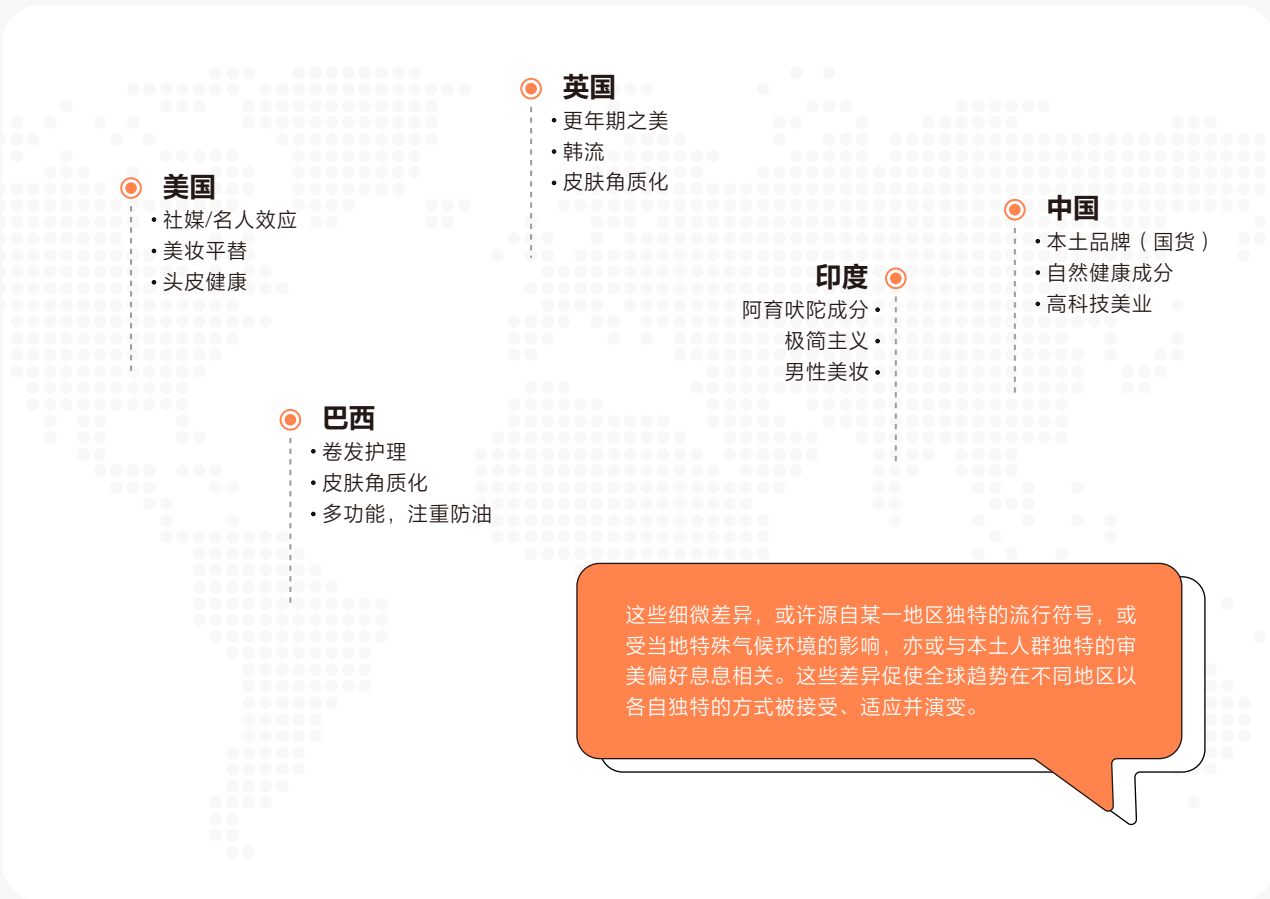 英国
• 更年期之美
• 韩流
• 皮肤角质化
美国
• 社媒/名人效应
• 美妆平替
• 头皮健康
中国
• 本土品牌（国货）
• 自然健康成分
• 高科技美业
印度
阿育吠陀成分 •
极简主义 •
男性美妆 •
巴西
• 卷发护理
• 皮肤角质化
• 多功能，注重防油
这些细微差异，或许源自某一地区独特的流行符号，或
受当地特殊气候环境的影响，亦或与本土人群独特的审
美偏好息息相关。这些差异促使全球趋势在不同地区以
各自独特的方式被接受、适应并演变。